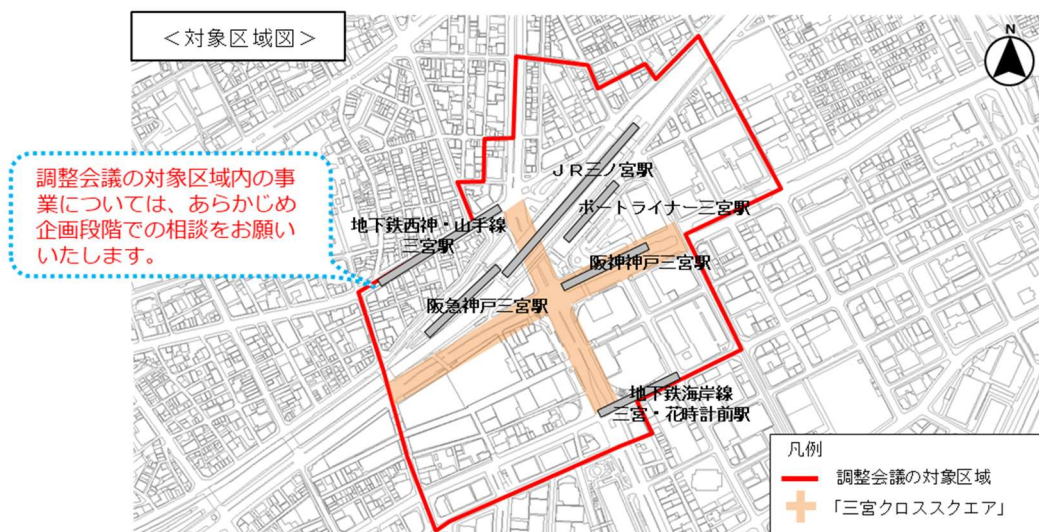 ＜対象区域図＞
N
調整会議の対象区域内の事
業については、あらかじめ
企画段階での相談をお願い
いたします。
ＪＲ三ノ宮駅
ポートライナー三宮駅
地下鉄西神・山手線
三宮駅
阪神神戸三宮駅
阪急神戸三宮駅
地下鉄海岸線
三宮・花時計前駅
凡例
調整会議の対象区域
「三宮クロススクエア」